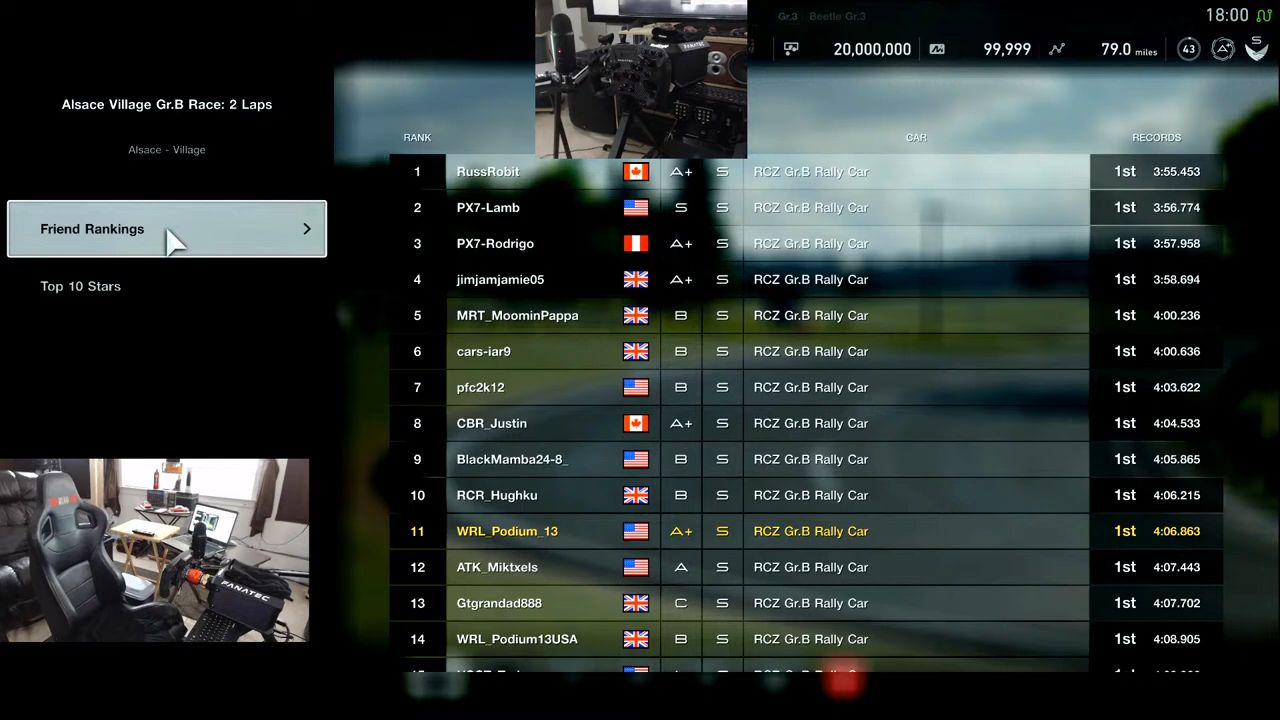 Gr.3 Beetle Gr.3
18:00
20,000,000 99,999 79.0 miles 43 A+ S
Alsace Village Gr.B Race: 2 Laps
Alsace - Village
Friend Rankings
Top 10 Stars
RANK CAR RECORDS
1 RussRobit A+ S RCZ Gr.B Rally Car 1st 3:55.453
2 PX7-Lamb S S RCZ Gr.B Rally Car 1st 3:56.774
3 PX7-Rodrigo A+ S RCZ Gr.B Rally Car 1st 3:57.958
4 jimjamjamie05 A+ S RCZ Gr.B Rally Car 1st 3:58.694
5 MRT_MoominPappa B S RCZ Gr.B Rally Car 1st 4:00.236
6 cars-iar9 B S RCZ Gr.B Rally Car 1st 4:00.636
7 pfc2k12 B S RCZ Gr.B Rally Car 1st 4:03.622
8 CBR_Justin A+ S RCZ Gr.B Rally Car 1st 4:04.533
9 BlackMamba24-8_ B S RCZ Gr.B Rally Car 1st 4:05.865
10 RCR_Hughku B S RCZ Gr.B Rally Car 1st 4:06.215
11 WRL_Podium_13 A+ S RCZ Gr.B Rally Car 1st 4:06.863
12 ATK_Miktxels A S RCZ Gr.B Rally Car 1st 4:07.443
13 Gtgrandad888 C S RCZ Gr.B Rally Car 1st 4:07.702
14 WRL_Podium13USA B S RCZ Gr.B Rally Car 1st 4:08.905
FANATEC
FANATEC
FANATEC